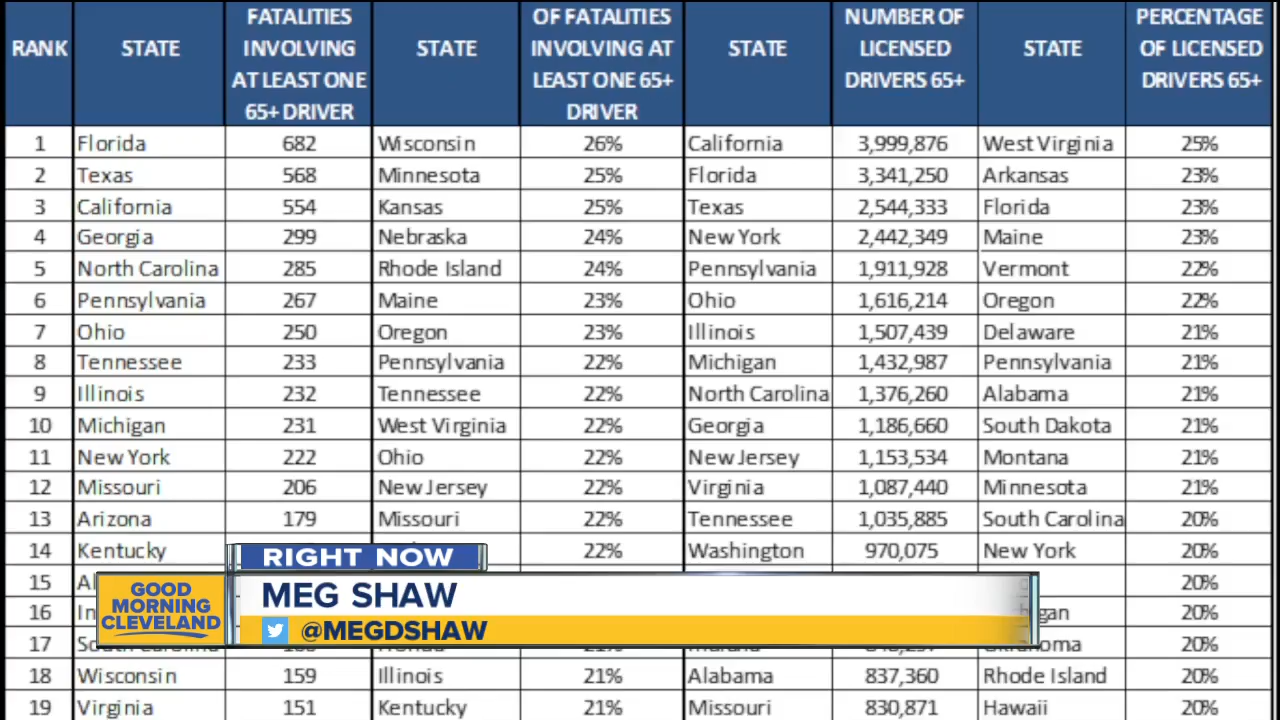 RANK STATE FATALITIES INVOLVING AT LEAST ONE 65+ DRIVER STATE OF FATALITIES INVOLVING AT LEAST ONE 65+ DRIVER STATE NUMBER OF LICENSED DRIVERS 65+ STATE PERCENTAGE OF LICENSED DRIVERS 65+
1 Florida 682 Wisconsin 26% California 3,999,876 West Virginia 25%
2 Texas 568 Minnesota 25% Florida 3,341,250 Arkansas 23%
3 California 554 Kansas 25% Texas 2,544,333 Florida 23%
4 Georgia 299 Nebraska 24% New York 2,442,349 Maine 23%
5 North Carolina 285 Rhode Island 24% Pennsylvania 1,911,928 Vermont 22%
6 Pennsylvania 267 Maine 23% Ohio 1,616,214 Oregon 22%
7 Ohio 250 Oregon 23% Illinois 1,507,439 Delaware 21%
8 Tennessee 233 Pennsylvania 22% Michigan 1,432,987 Pennsylvania 21%
9 Illinois 232 Tennessee 22% North Carolina 1,376,260 Alabama 21%
10 Michigan 231 West Virginia 22% Georgia 1,186,660 South Dakota 21%
11 New York 222 Ohio 22% New Jersey 1,153,534 Montana 21%
12 Missouri 206 New Jersey 22% Virginia 1,087,440 Minnesota 21%
13 Arizona 179 Missouri 22% Tennessee 1,035,885 South Carolina 20%
14 Kentucky 22% Washington 970,075 New York 20%
15 20%
16 20%
17 20%
18 Wisconsin 159 Illinois 21% Alabama 837,360 Rhode Island 20%
19 Virginia 151 Kentucky 21% Missouri 830,871 Hawaii 20%
RIGHT NOW
GOOD MORNING CLEVELAND
MEG SHAW
@MEGDSHAW